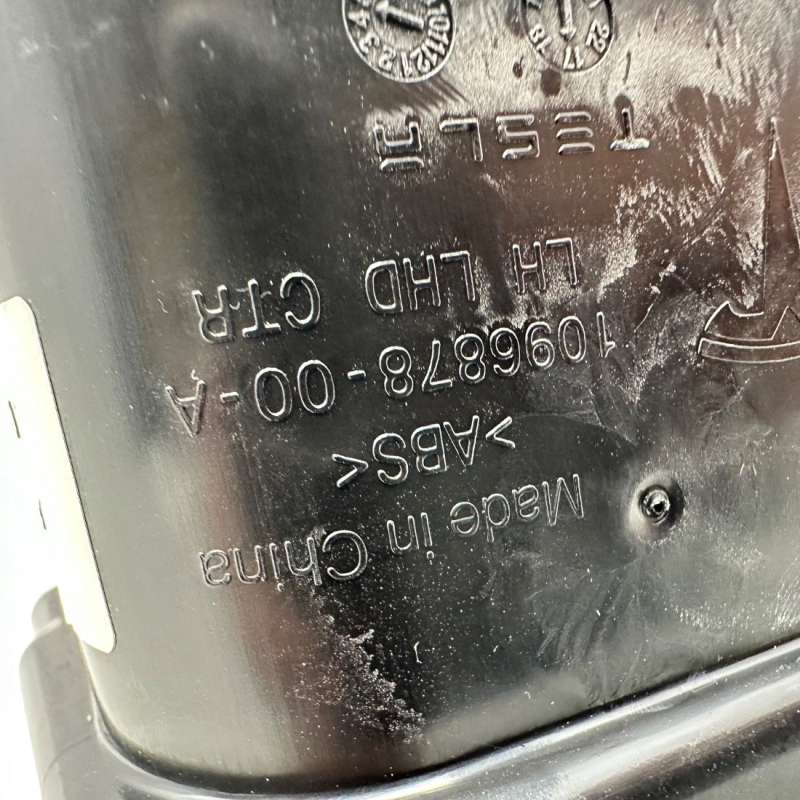 Made in China
>ABS<
1096878-00-A
LH LHD CTR
TESLA